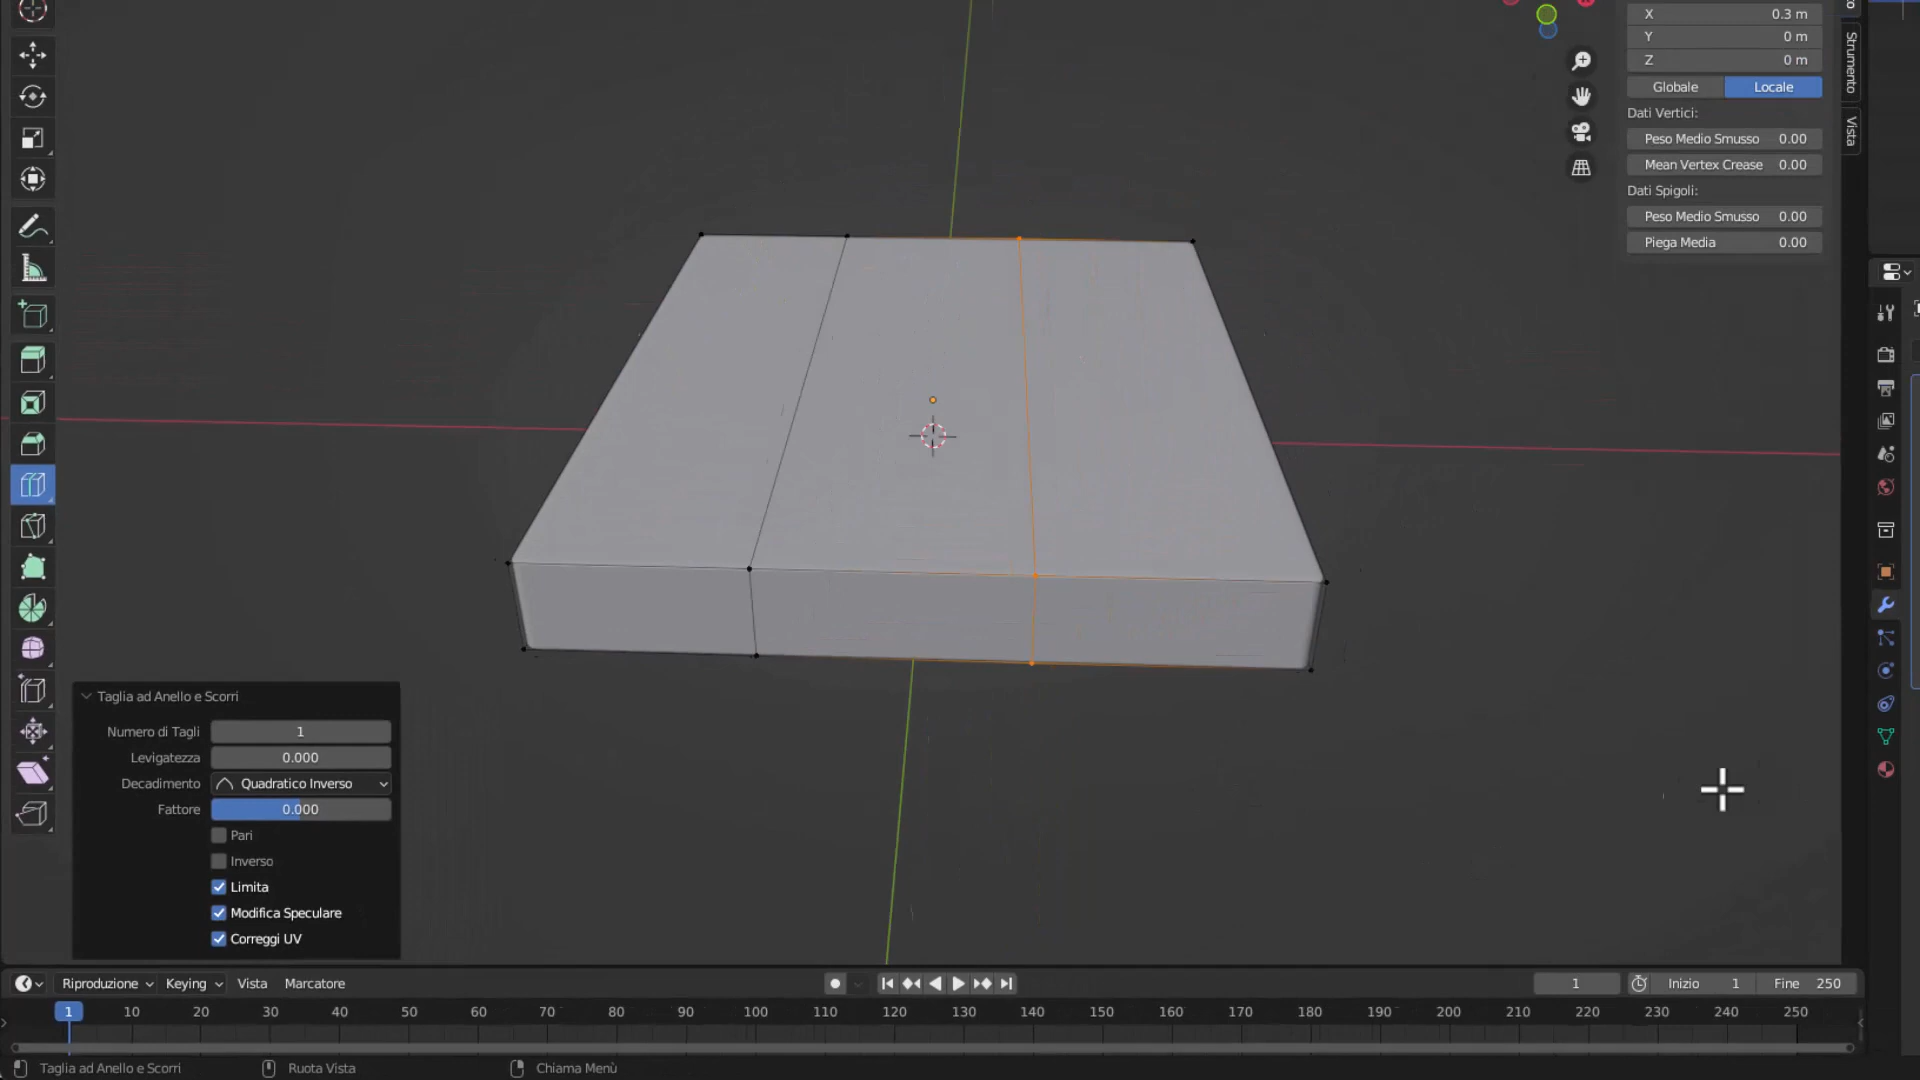 X 0.3 m
Y 0 m
Z 0 m
Globale Locale
Dati Vertici:
Peso Medio Smusso 0.00
Mean Vertex Crease 0.00
Dati Spigoli:
Peso Medio Smusso 0.00
Piega Media 0.00
Strumento
Vista
Taglia ad Anello e Scorri
Numero di Tagli 1
Levigatezza 0.000
Decadimento Quadratico Inverso
Fattore 0.000
Pari
Inverso
Limita
Modifica Speculare
Correggi UV
Riproduzione Keying Vista Marcatore 1 Inizio 1 Fine 250
1 10 20 30 40 50 60 70 80 90 100 110 120 130 140 150 160 170 180 190 200 210 220 230 240 250
Taglia ad Anello e Scorri Ruota Vista Chiama Menù